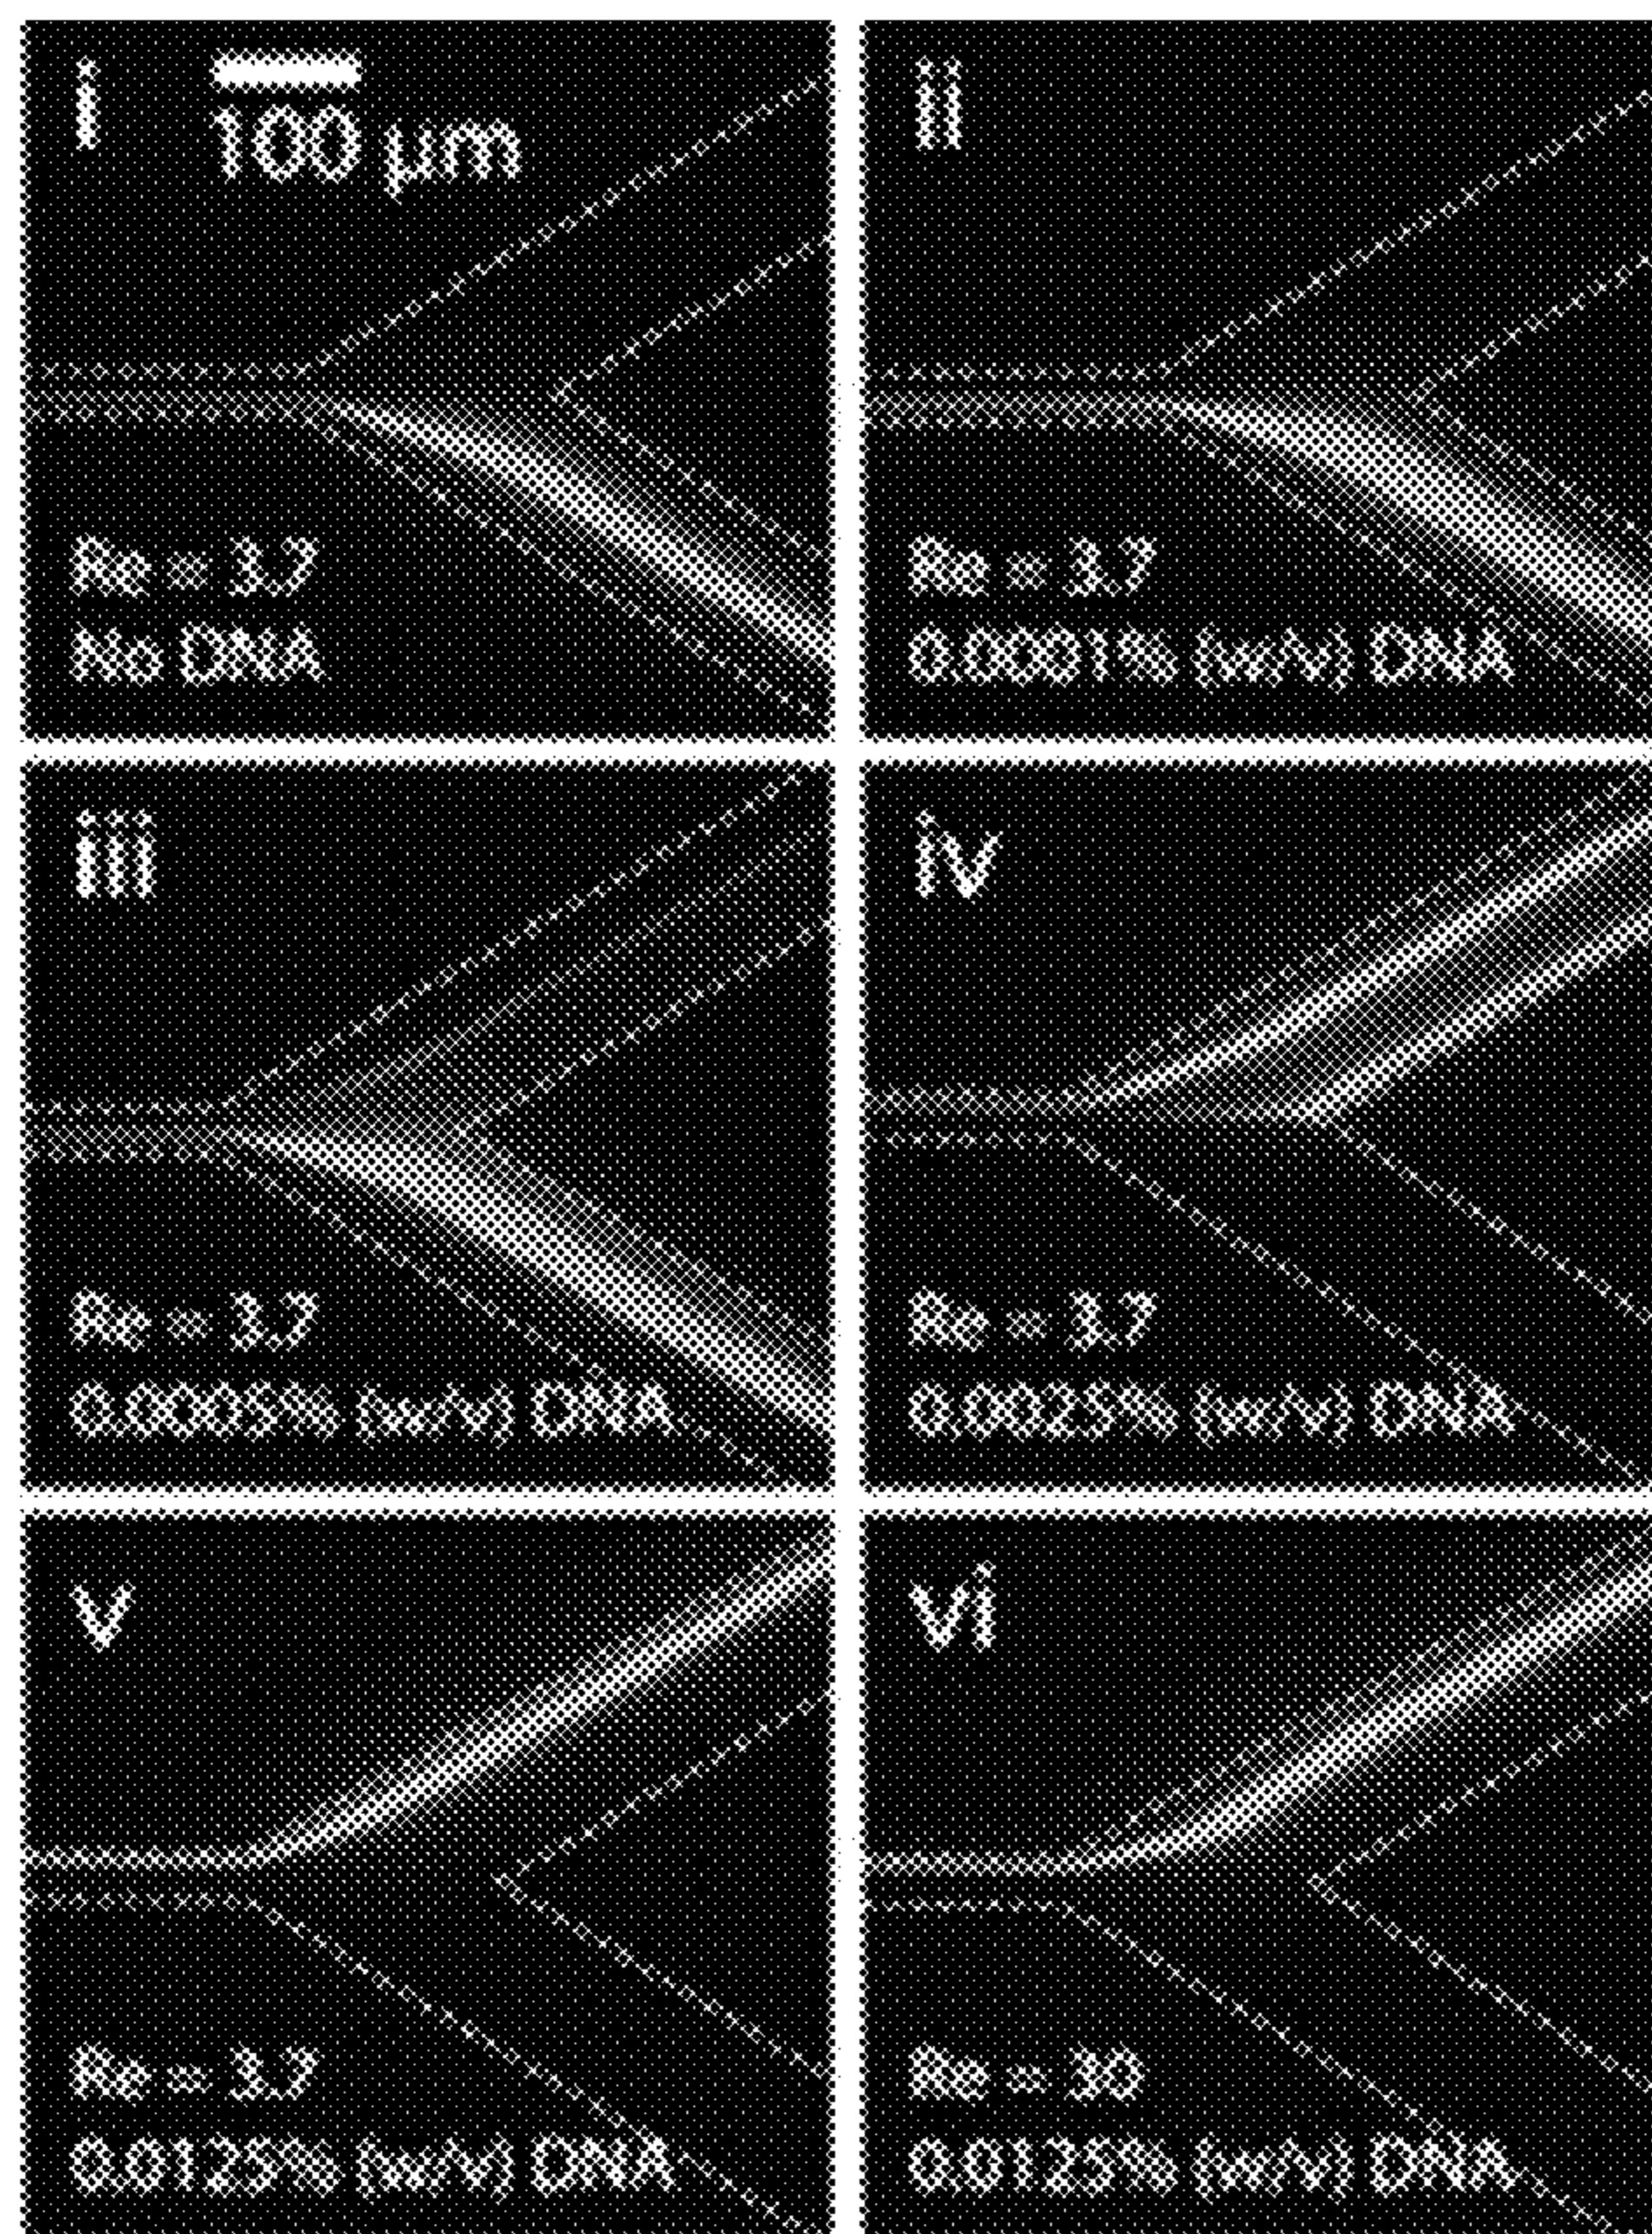 i
100 µm
Re = 3.7
No DNA
ii
Re = 3.7
0.0001% (w/v) DNA
iii
Re = 3.7
0.0005% (w/v) DNA
iv
Re = 3.7
0.0025% (w/v) DNA
v
Re = 3.7
0.0125% (w/v) DNA
vi
Re = 30
0.0125% (w/v) DNA